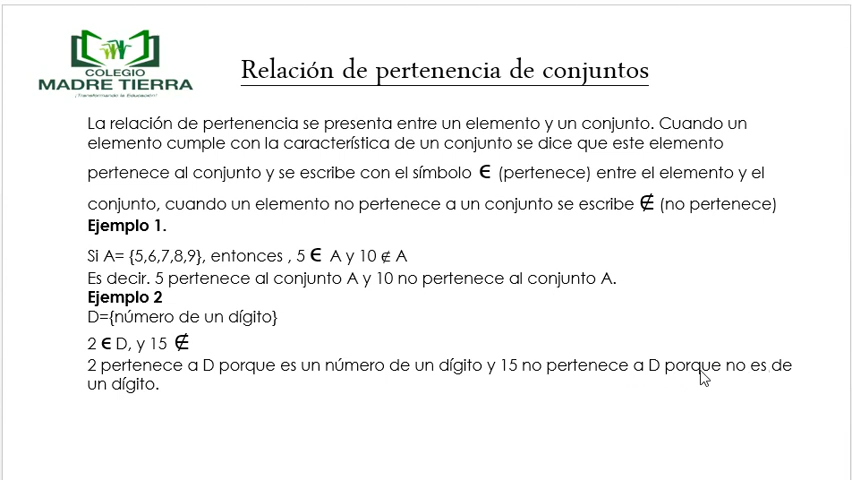 COLEGIO
MADRE TIERRA
¡Transformando la Educación!
Relación de pertenencia de conjuntos
La relación de pertenencia se presenta entre un elemento y un conjunto. Cuando un
elemento cumple con la característica de un conjunto se dice que este elemento
pertenece al conjunto y se escribe con el símbolo ∈ (pertenece) entre el elemento y el
conjunto, cuando un elemento no pertenece a un conjunto se escribe ∉ (no pertenece)
Ejemplo 1.
Si A= {5,6,7,8,9}, entonces , 5 ∈ A y 10 ∉ A
Es decir. 5 pertenece al conjunto A y 10 no pertenece al conjunto A.
Ejemplo 2
D={número de un dígito}
2 ∈ D, y 15 ∉
2 pertenece a D porque es un número de un dígito y 15 no pertenece a D porque no es de
un dígito.